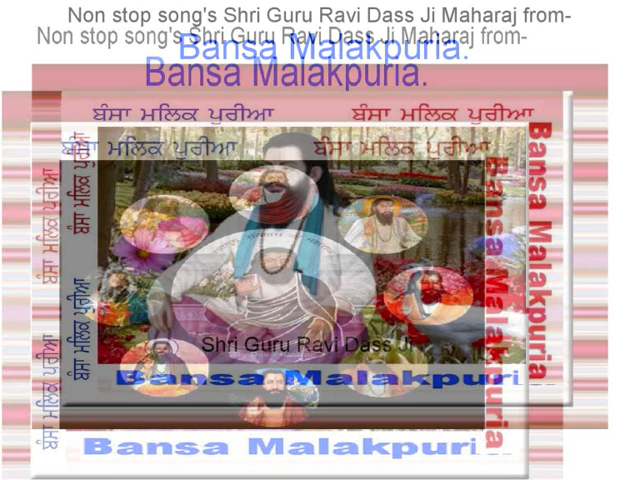 Non stop song's Shri Guru Ravi Dass Ji Maharaj from-
Non stop song's Shri Guru Ravi Dass Ji Maharaj from-
Bansa Malakpuria.
Bansa Malakpuria.
ਬੰਸਾ ਮਲਿਕ ਪੁਰੀਆ ਬੰਸਾ ਮਲਿਕ ਪੁਰੀਆ
ਬੰਸਾ ਮਲਿਕ ਪੁਰੀਆ ਬੰਸਾ ਮਲਿਕ ਪੁਰੀਆ
ਬੰਸਾ ਮਲਿਕ ਪੁਰੀਆ
ਬੰਸਾ ਮਲਿਕ ਪੁਰੀਆ
ਬੰਸਾ ਮਲਿਕ ਪੁਰੀਆ
ਬੰਸਾ ਮਲਿਕ ਪੁਰੀਆ
Bansa Malakpuria
Bansa Malakpuria
Shri Guru Ravi Dass Ji
Bansa Malakpuri
Bansa Malakpuri